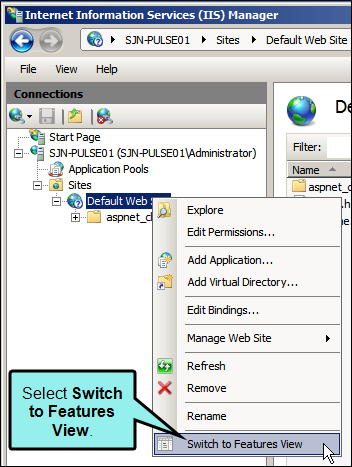 Internet Information Services (IIS) Manager
SJN-PULSE01 Sites Default Web Site
File View Help
Connections
Start Page
SJN-PULSE01 (SJN-PULSE01\Administrator)
Application Pools
Sites
Default Web
aspnet_cl
Filter:
Name
aspnet_c
Explore
Edit Permissions...
Add Application...
Add Virtual Directory...
Edit Bindings...
Manage Web Site
Refresh
Remove
Rename
Switch to Features View
Select Switch
to Features
View.